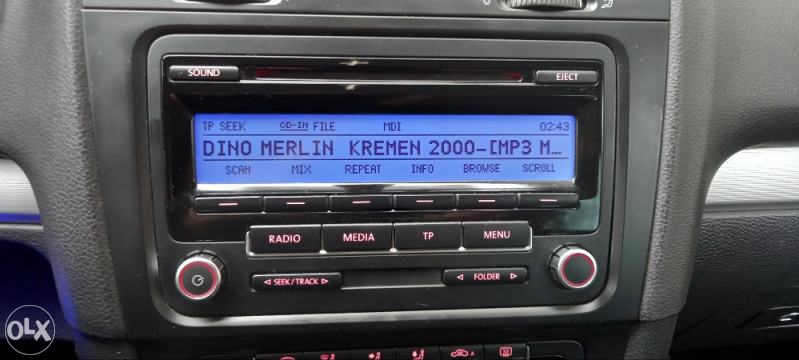 SOUND
EJECT
TP SEEK CD-IN FILE MDI 02:43
DINO MERLIN KREMEN 2000-[MP3 M...
SCAN MIX REPEAT INFO BROWSE SCROLL
RADIO MEDIA TP MENU
SEEK/TRACK
FOLDER
OLX